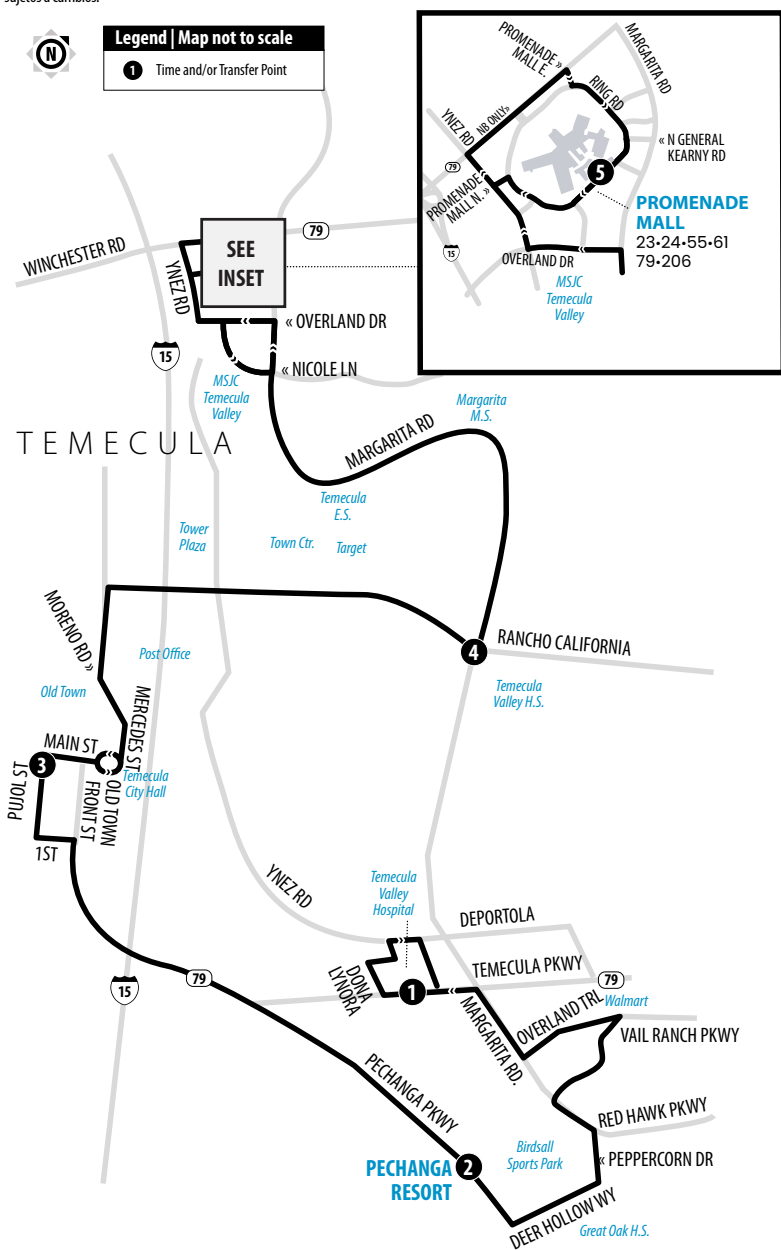 sujetos a cambios.
N
Legend | Map not to scale
1 Time and/or Transfer Point
PROMENADE »
MALL E.
MARGARITA RD
RING RD
NB ONLY»
YNEZ RD
79
« N GENERAL
KEARNY RD
5
PROMENADE
MALL N. »
PROMENADE
MALL
23•24•55•61
79•206
15
OVERLAND DR
MSJC
Temecula
Valley
79
WINCHESTER RD
SEE
INSET
YNEZ RD
« OVERLAND DR
15
« NICOLE LN
MSJC
Temecula
Valley
Margarita
M.S.
TEMECULA
MARGARITA RD
Temecula
E.S.
Tower
Plaza
Town Ctr.
Target
MORENO RD »
4
RANCHO CALIFORNIA
Post Office
Old Town
Temecula
Valley H.S.
MERCEDES ST
MAIN ST
3
PUJOL ST
Temecula
City Hall
OLD TOWN
FRONT ST
1ST
YNEZ RD
Temecula
Valley
Hospital
DEPORTOLA
TEMECULA PKWY
79
15
79
DONA
LYNORA
1
MARGARITA RD.
OVERLAND TRL
Walmart
VAIL RANCH PKWY
PECHANGA PKWY
RED HAWK PKWY
Birdsall
Sports Park
« PEPPERCORN DR
PECHANGA
RESORT
2
DEER HOLLOW WY
Great Oak H.S.